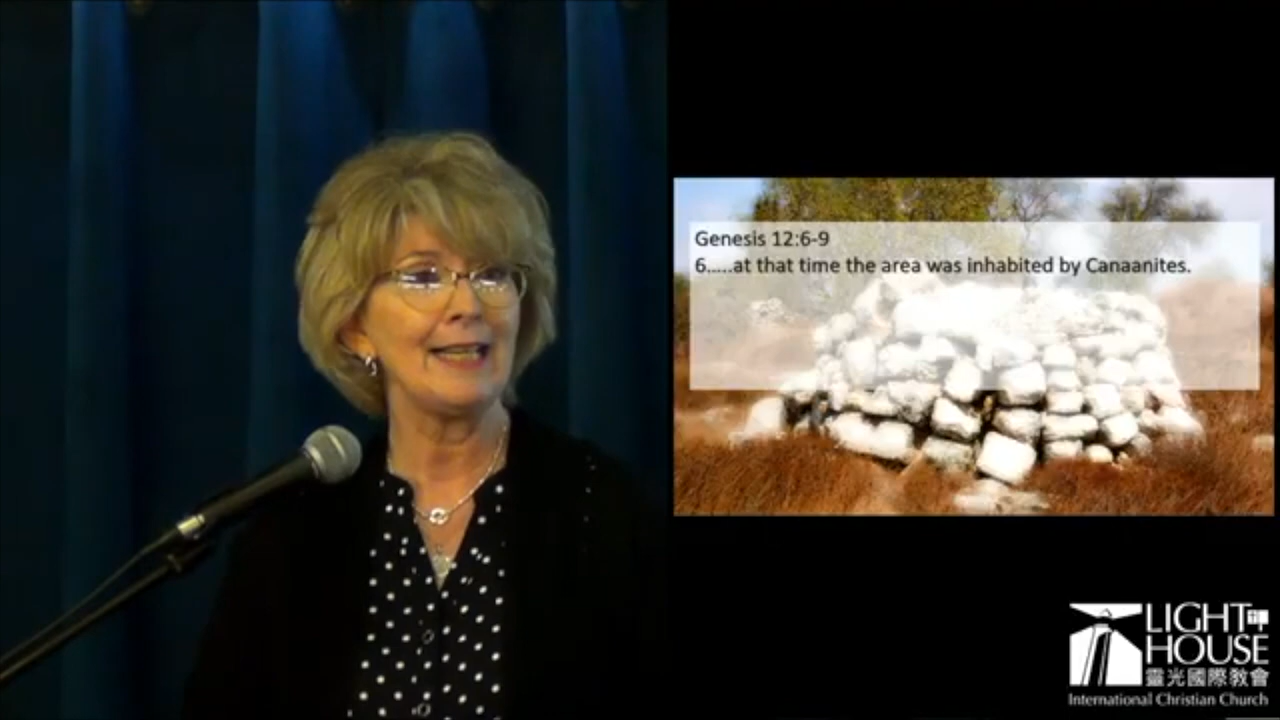 Genesis 12:6-9
6.....at that time the area was inhabited by Canaanites.
LIGHT
HOUSE
靈光國際教會
International Christian Church